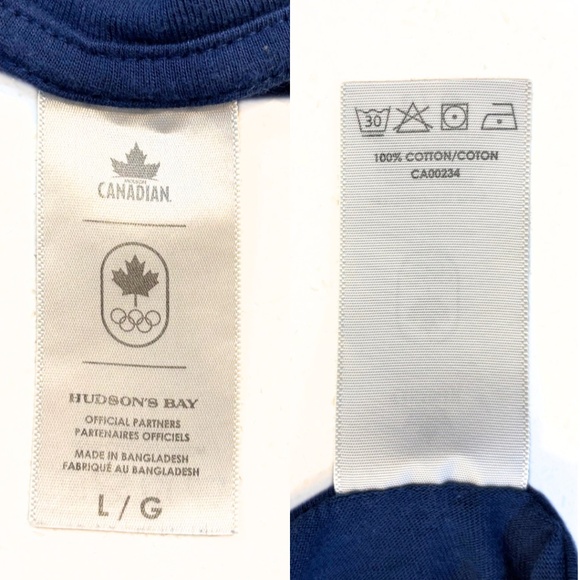 CANADIAN
HUDSON'S BAY
OFFICIAL PARTNERS
PARTENAIRES OFFICIELS
MADE IN BANGLADESH
FABRIQUÉ AU BANGLADESH
L / G
30
100% COTTON/COTON
CA00234